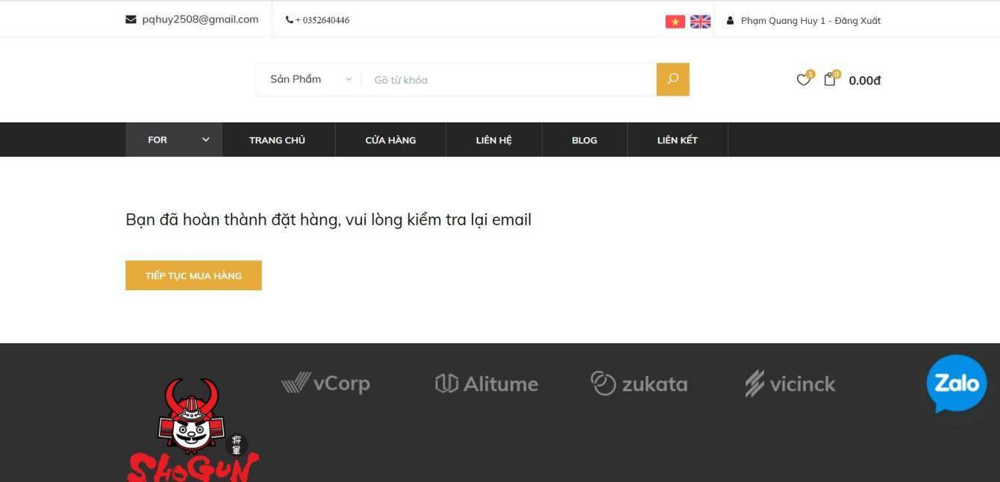 pqhuy2508@gmail.com
+ 0352640446
Phạm Quang Huy 1 - Đăng Xuất
Sản Phẩm
Gõ từ khóa
1
0
0.00đ
FOR
TRANG CHỦ
CỬA HÀNG
LIÊN HỆ
BLOG
LIÊN KẾT
Bạn đã hoàn thành đặt hàng, vui lòng kiểm tra lại email
TIẾP TỤC MUA HÀNG
vCorp
Alitume
zukata
vicinck
Zalo
将軍
SHOGUN